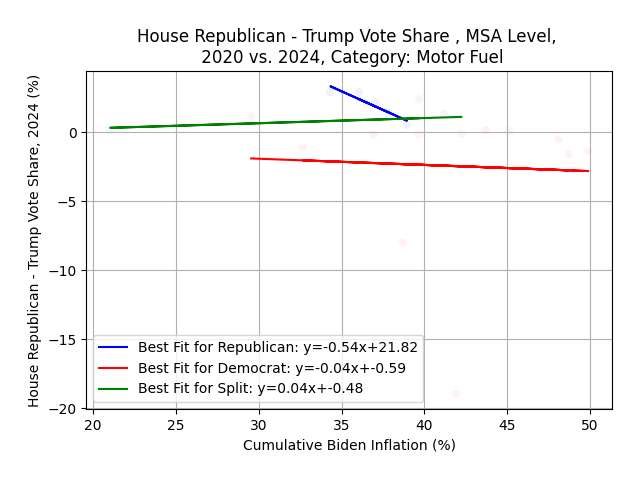 House Republican - Trump Vote Share , MSA Level,
2020 vs. 2024, Category: Motor Fuel
House Republican - Trump Vote Share, 2024 (%)
0
−5
−10
−15
−20
Best Fit for Republican: y=-0.54x+21.82
Best Fit for Democrat: y=-0.04x+-0.59
Best Fit for Split: y=0.04x+-0.48
20 25 30 35 40 45 50
Cumulative Biden Inflation (%)